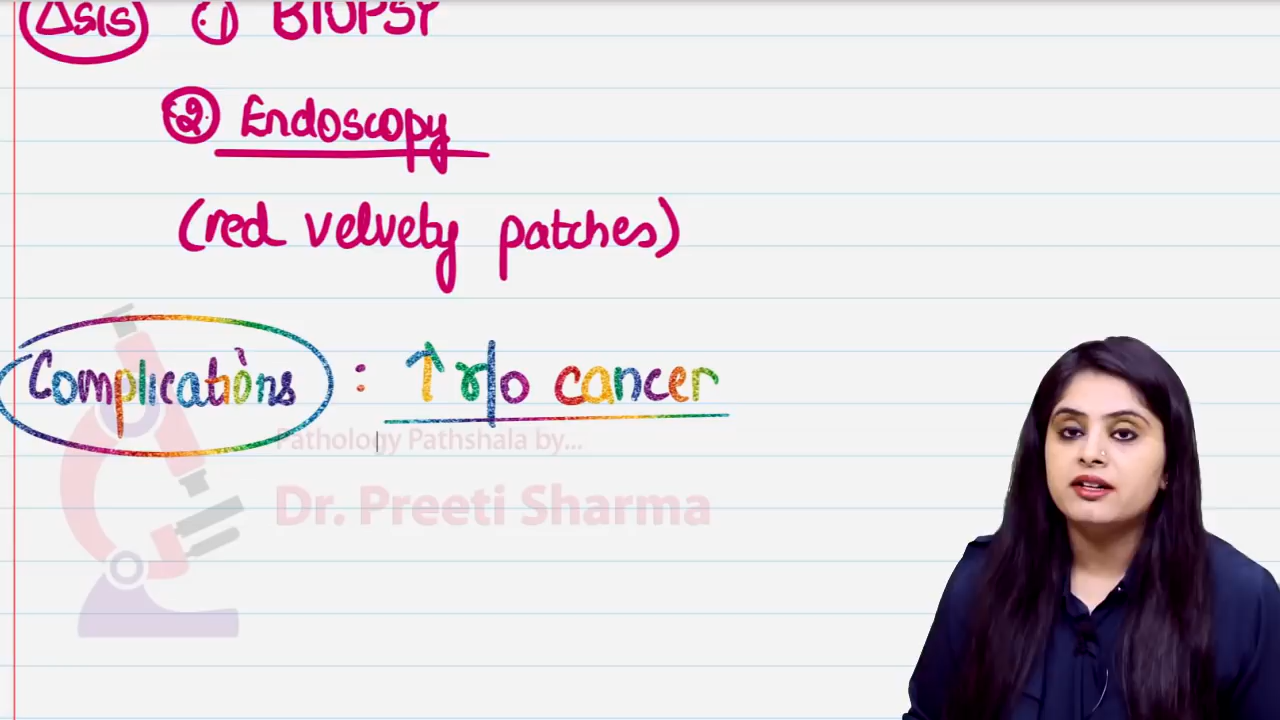 Δsis ① BIOPSY
② Endoscopy
(red velvety patches)
Complications : ↑ r/o cancer
Pathology Pathshala by...
Dr. Preeti Sharma